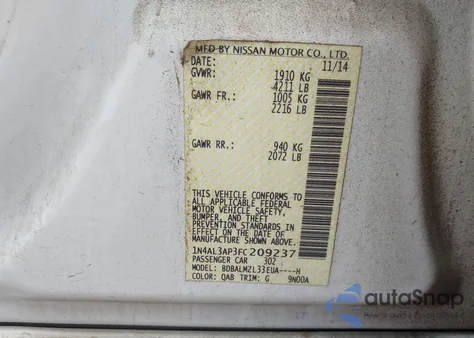 MFD BY NISSAN MOTOR CO., LTD.
DATE: 11/14
GVWR: 1910 KG
4211 LB
GAWR FR.: 1005 KG
2216 LB
GAWR RR.: 940 KG
2072 LB
THIS VEHICLE CONFORMS TO
ALL APPLICABLE FEDERAL
MOTOR VEHICLE SAFETY,
BUMPER, AND THEFT
PREVENTION STANDARDS
IN EFFECT ON THE DATE OF
MANUFACTURE SHOWN ABOVE.
1N4AL3AP3FC209237
PASSENGER CAR 302
MODEL: BDBALMZL33EUA----H
COLOR: QAB TRIM: G 9N00A
autoSnap